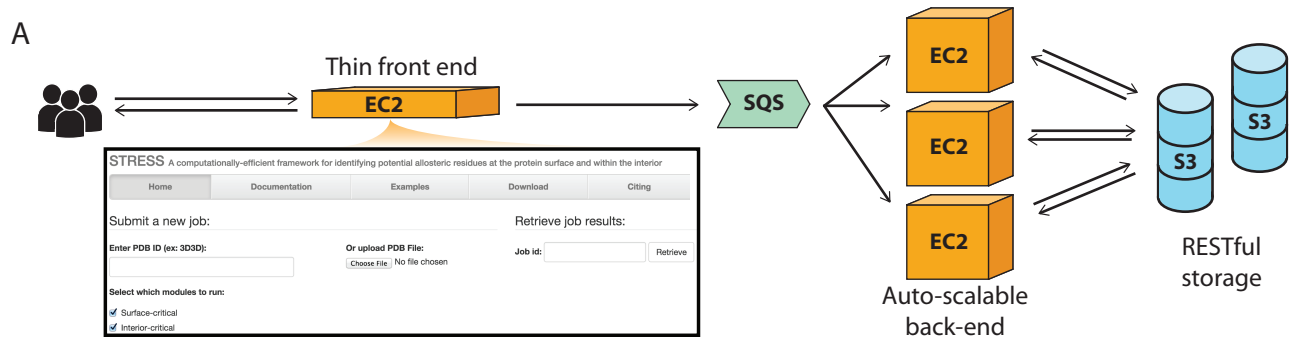 A
Thin front end
EC2
SQS
EC2
EC2
EC2
S3
S3
Auto-scalable
back-end
RESTful
storage
STRESS A computationally-efficient framework for identifying potential allosteric residues at the protein surface and within the interior
Home Documentation Examples Download Citing
Submit a new job: Retrieve job results:
Enter PDB ID (ex: 3D3D): Or upload PDB File: Job id: Retrieve
Choose File No file chosen
Select which modules to run:
Surface-critical
Interior-critical